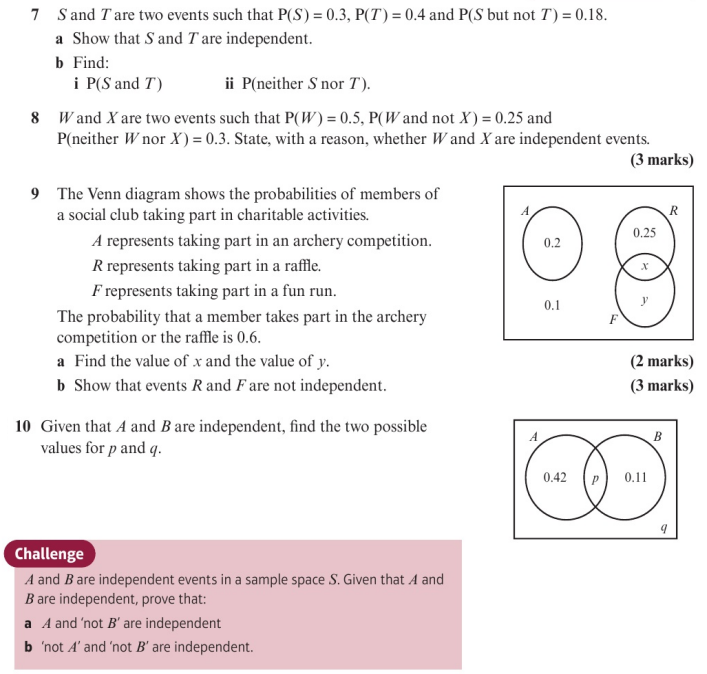 7 S and T are two events such that P(S) = 0.3, P(T) = 0.4 and P(S but not T) = 0.18.
a Show that S and T are independent.
b Find:
i P(S and T) ii P(neither S nor T).
8 W and X are two events such that P(W) = 0.5, P(W and not X) = 0.25 and
P(neither W nor X) = 0.3. State, with a reason, whether W and X are independent events.
(3 marks)
9 The Venn diagram shows the probabilities of members of
a social club taking part in charitable activities.
A represents taking part in an archery competition.
R represents taking part in a raffle.
F represents taking part in a fun run.
The probability that a member takes part in the archery
competition or the raffle is 0.6.
a Find the value of x and the value of y. (2 marks)
b Show that events R and F are not independent. (3 marks)
A R
0.25
0.2
x
0.1 y
F
10 Given that A and B are independent, find the two possible
values for p and q.
A B
0.42 p 0.11
q
Challenge
A and B are independent events in a sample space S. Given that A and
B are independent, prove that:
a A and ‘not B’ are independent
b ‘not A’ and ‘not B’ are independent.